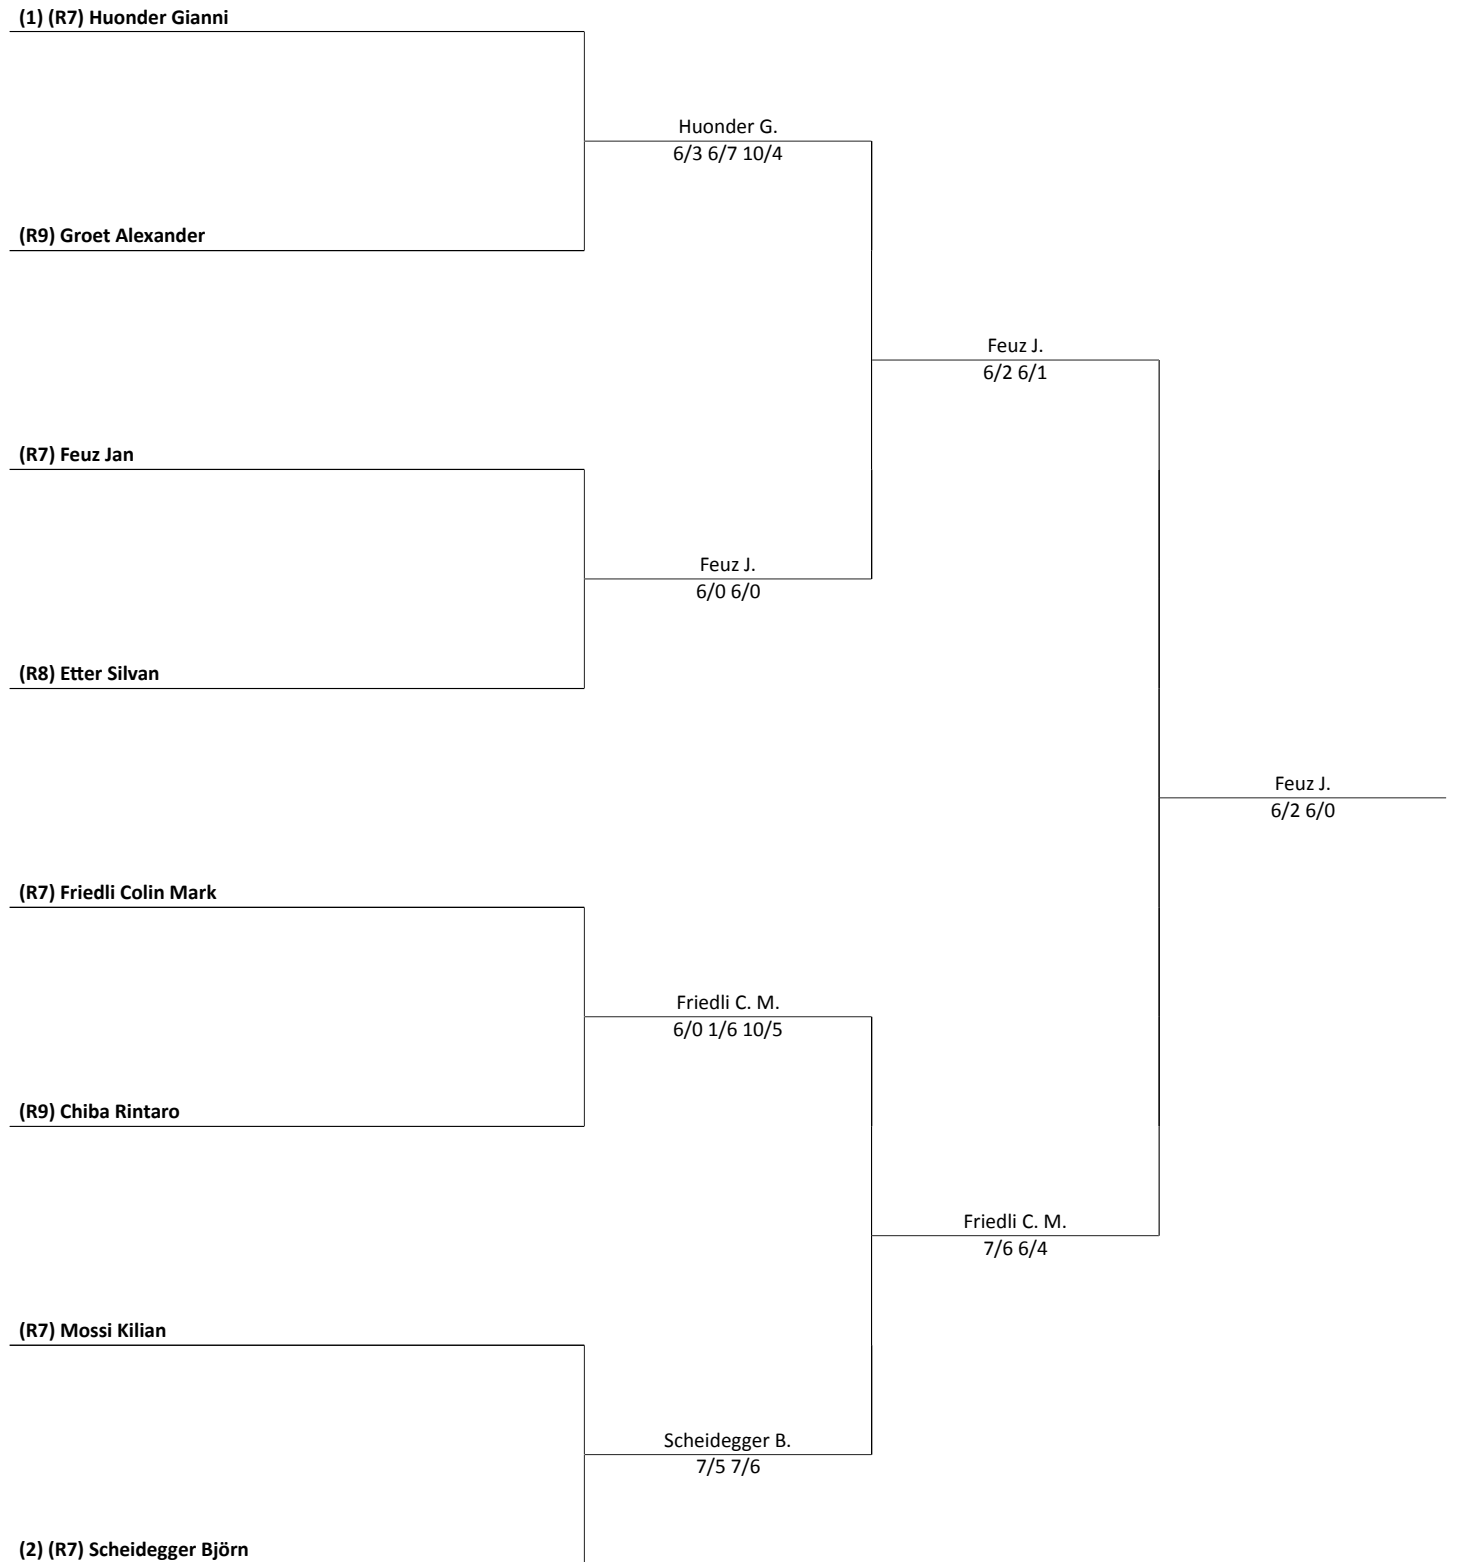 (1) (R7) Huonder Gianni
Huonder G.
6/3 6/7 10/4
(R9) Groet Alexander
Feuz J.
6/2 6/1
(R7) Feuz Jan
Feuz J.
6/0 6/0
(R8) Etter Silvan
Feuz J.
6/2 6/0
(R7) Friedli Colin Mark
Friedli C. M.
6/0 1/6 10/5
(R9) Chiba Rintaro
Friedli C. M.
7/6 6/4
(R7) Mossi Kilian
Scheidegger B.
7/5 7/6
(2) (R7) Scheidegger Björn